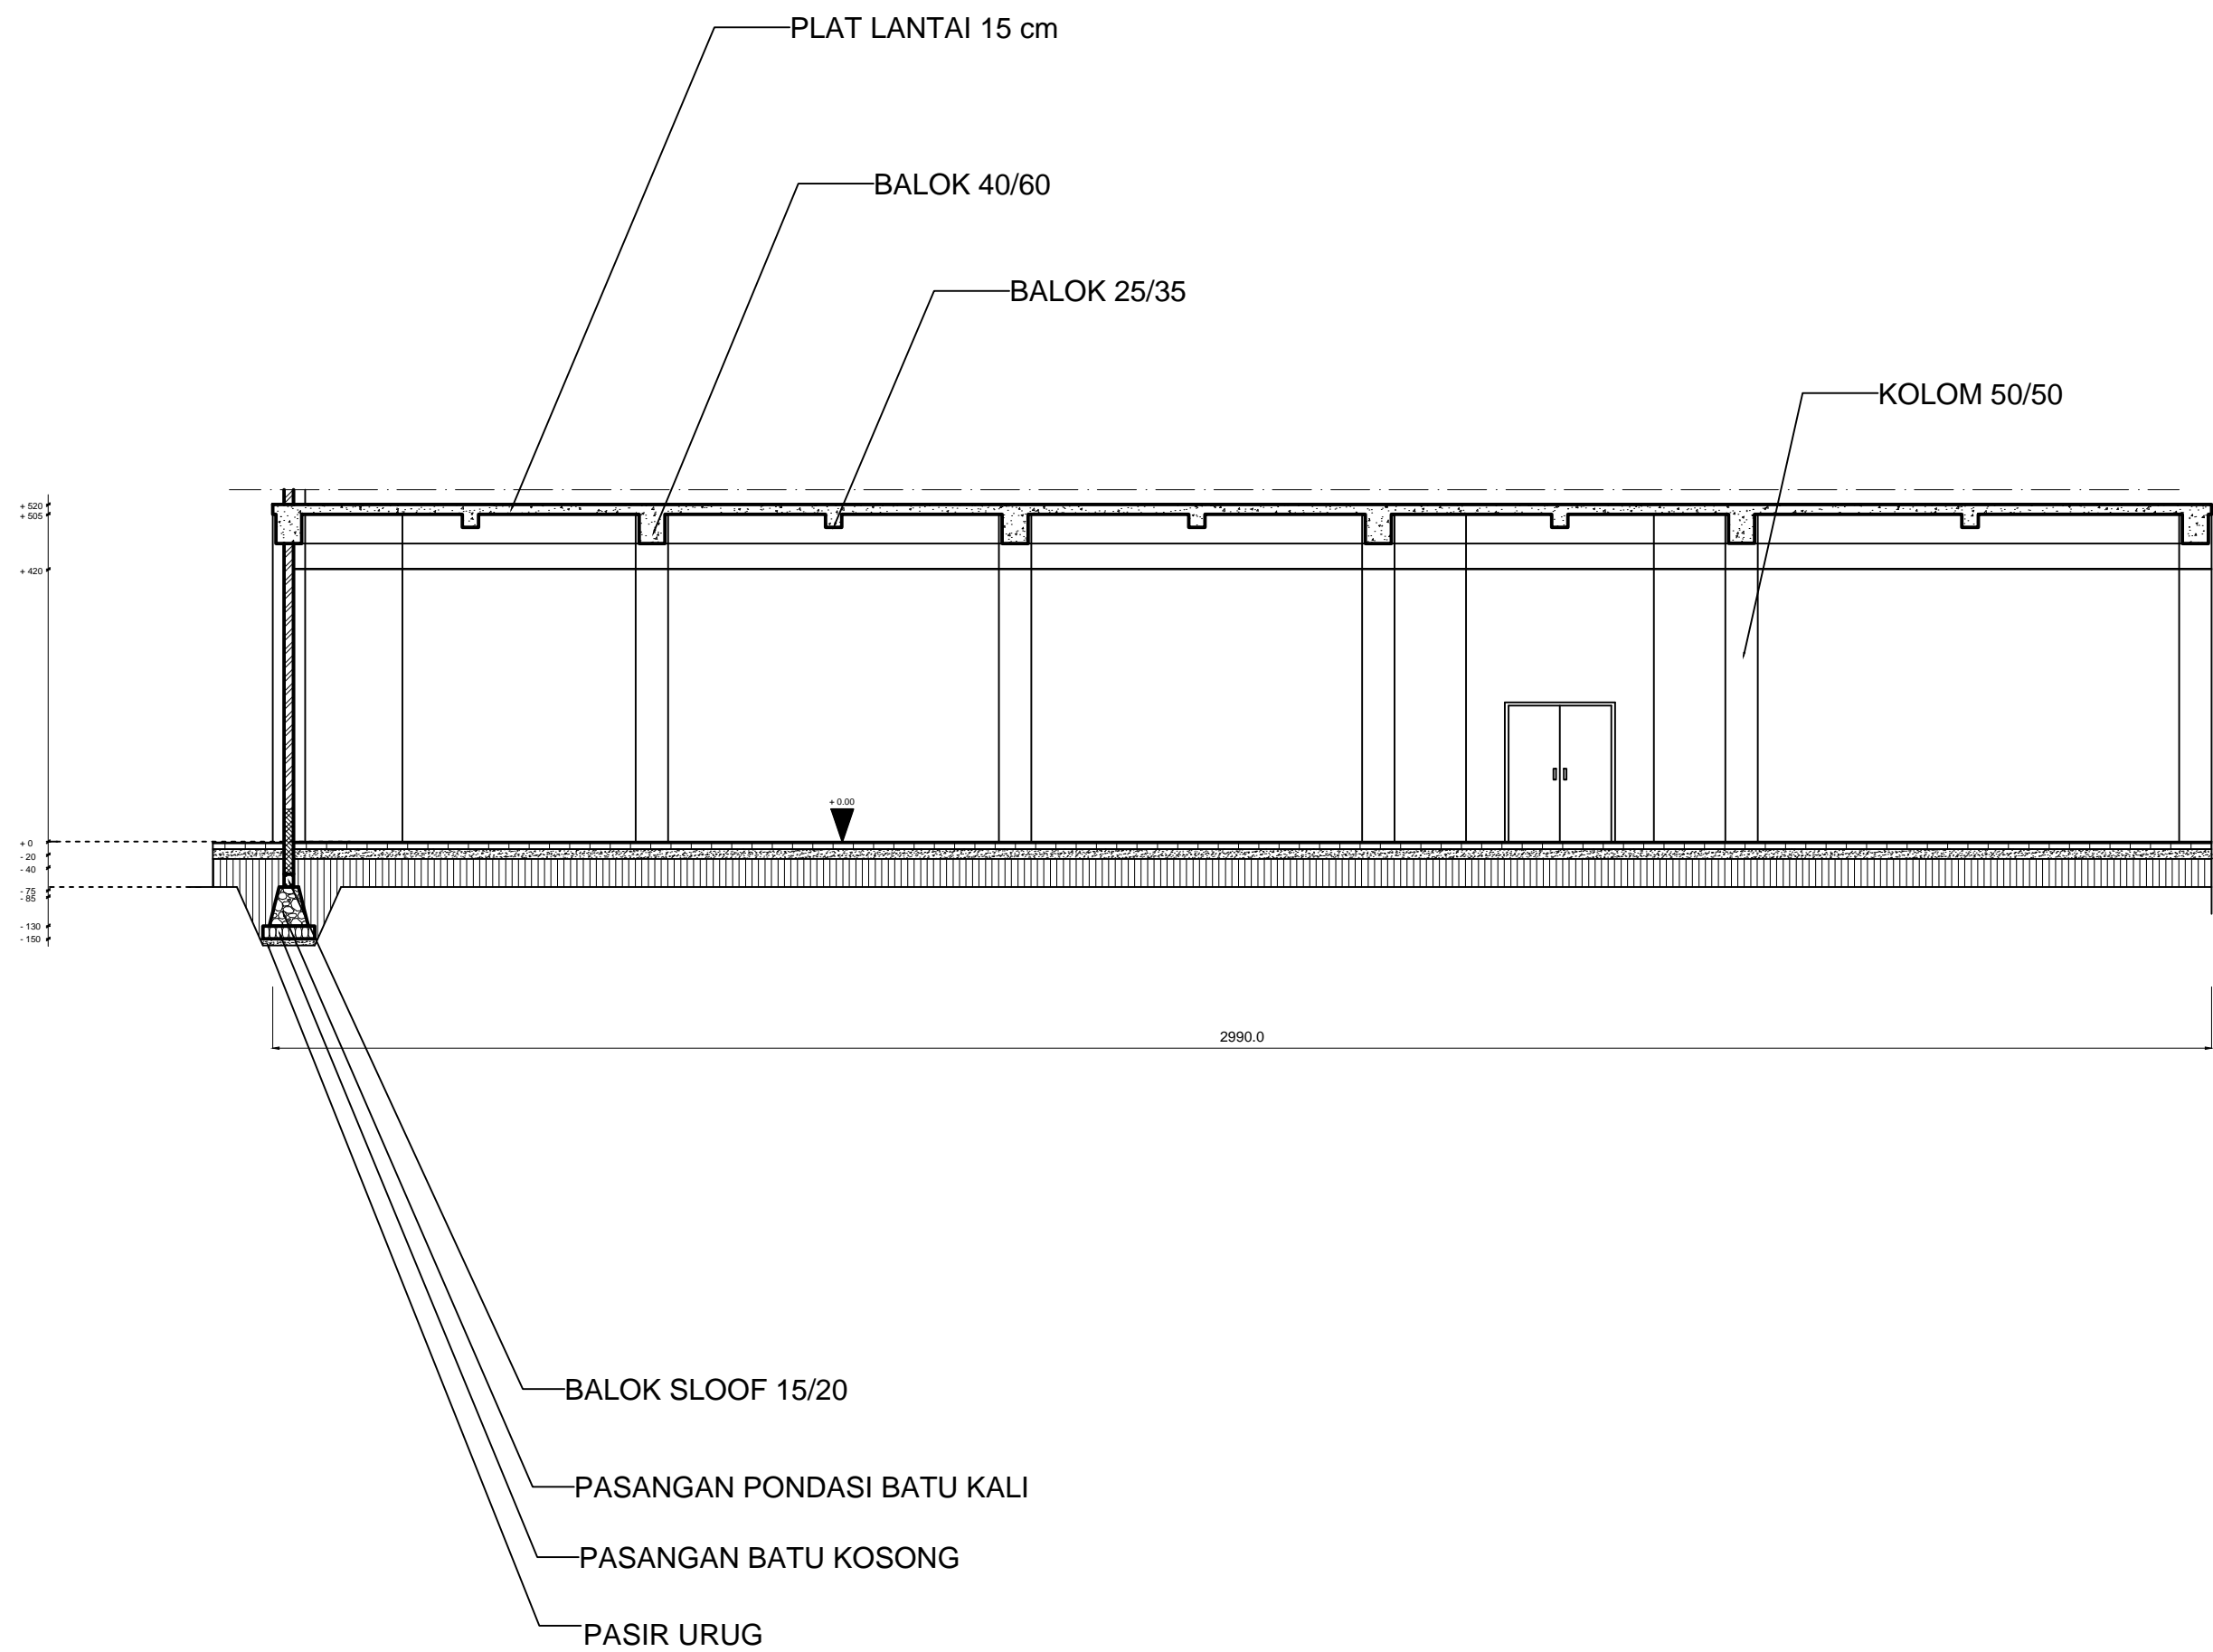 PLAT LANTAI 15 cm
BALOK 40/60
BALOK 25/35
KOLOM 50/50
+ 520
+ 505
+ 420
+ 0.00
+ 0
- 20
- 40
- 75
- 85
- 130
- 150
2990.0
BALOK SLOOF 15/20
PASANGAN PONDASI BATU KALI
PASANGAN BATU KOSONG
PASIR URUG